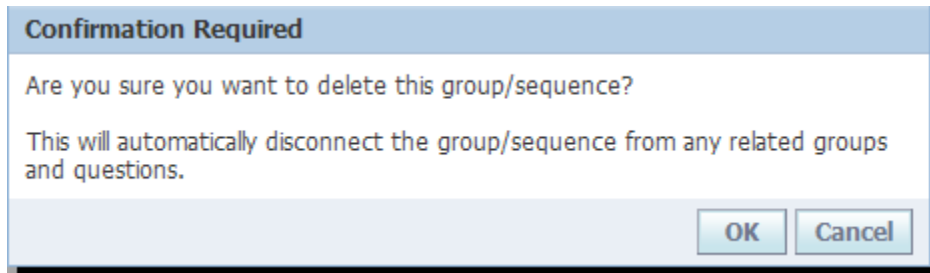 Confirmation Required
Are you sure you want to delete this group/sequence?
This will automatically disconnect the group/sequence from any related groups
and questions.
OK
Cancel